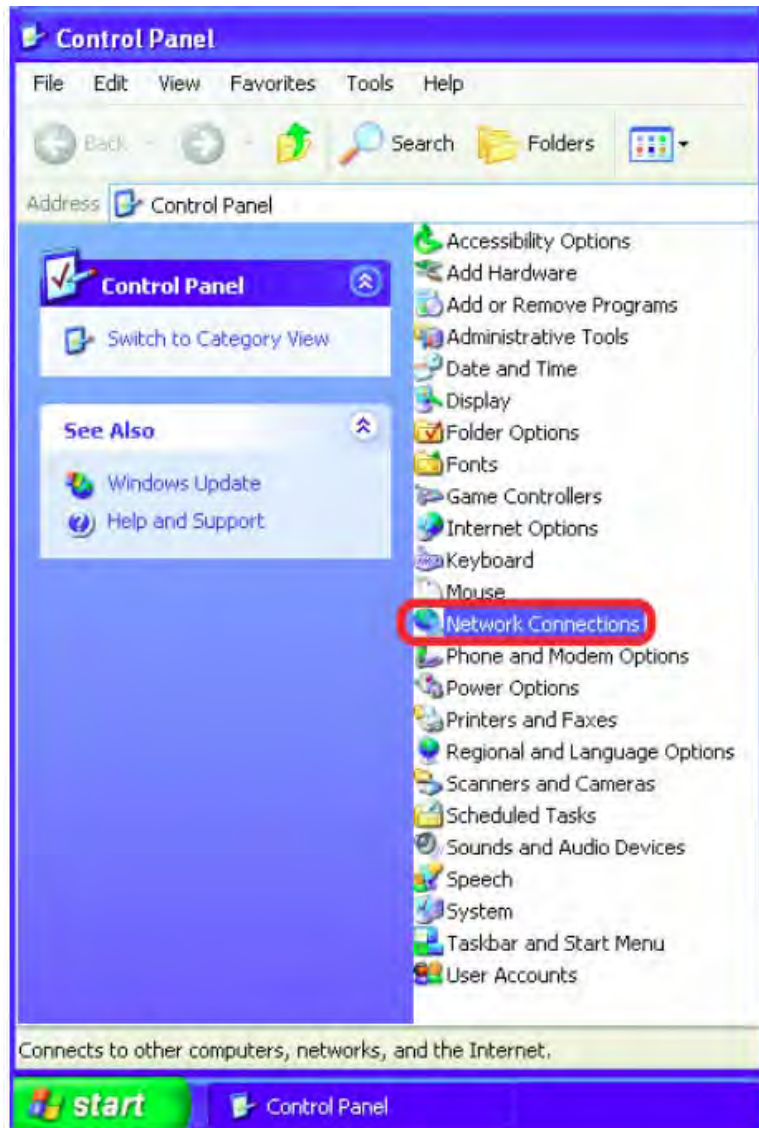 Control Panel
File Edit View Favorites Tools Help
Back Search Folders
Address Control Panel
Control Panel
Switch to Category View
See Also
Windows Update
Help and Support
Accessibility Options
Add Hardware
Add or Remove Programs
Administrative Tools
Date and Time
Display
Folder Options
Fonts
Game Controllers
Internet Options
Keyboard
Mouse
Network Connections
Phone and Modem Options
Power Options
Printers and Faxes
Regional and Language Options
Scanners and Cameras
Scheduled Tasks
Sounds and Audio Devices
Speech
System
Taskbar and Start Menu
User Accounts
Connects to other computers, networks, and the Internet.
start Control Panel